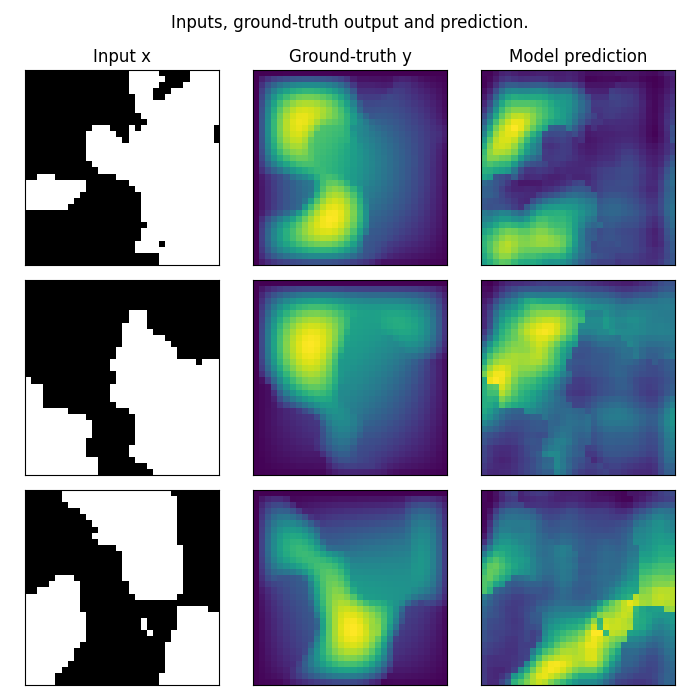 Inputs, ground-truth output and prediction.
Input x
Ground-truth y
Model prediction